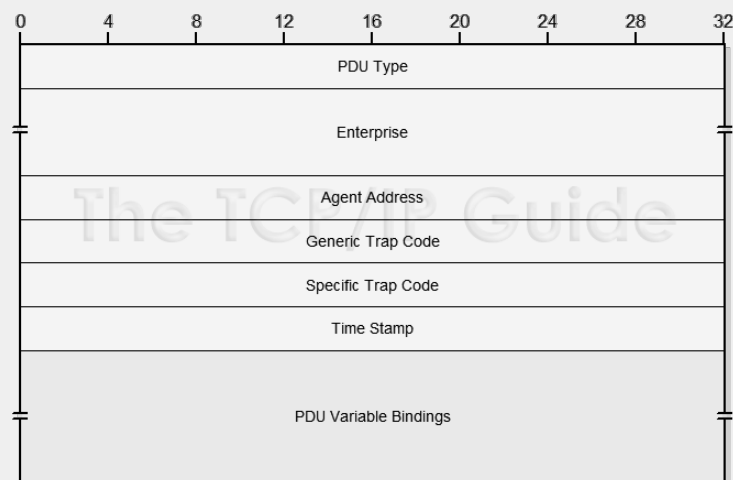 0 4 8 12 16 20 24 28 32
PDU Type
Enterprise
The TCP/IP Guide
Agent Address
Generic Trap Code
Specific Trap Code
Time Stamp
PDU Variable Bindings